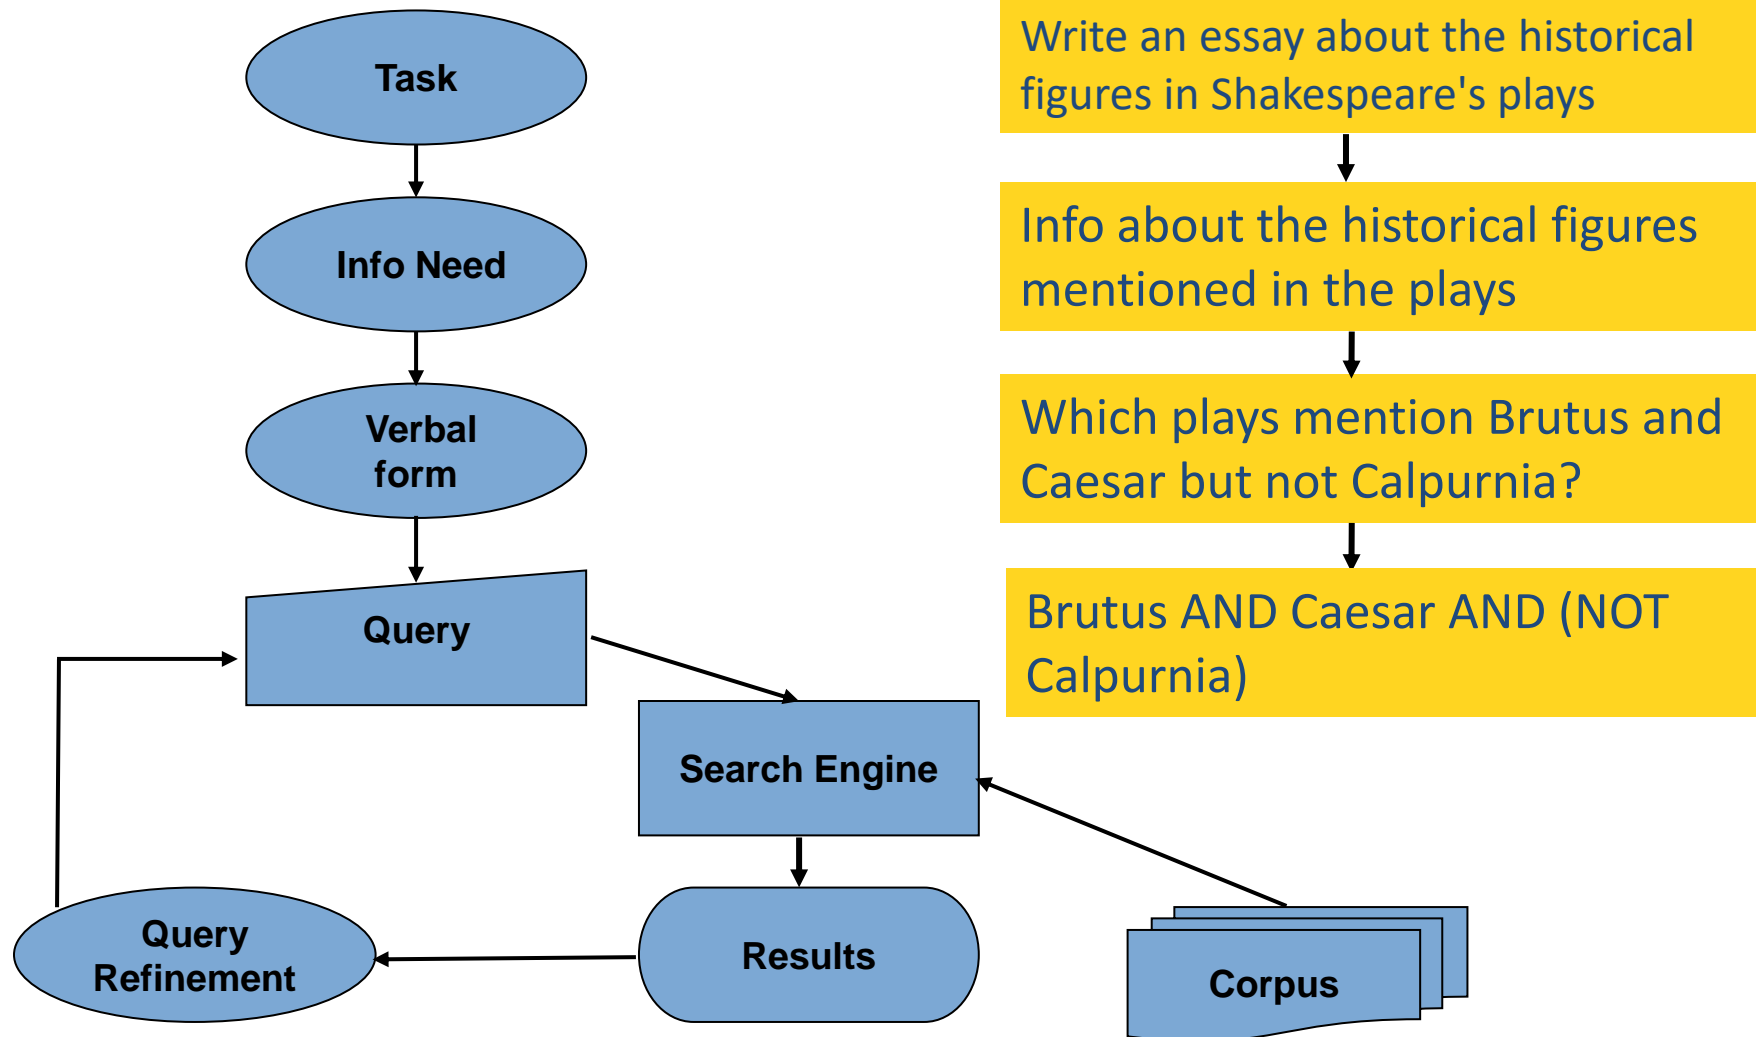 Task
Info Need
Verbal
form
Query
Search Engine
Results
Query
Refinement
Corpus
Write an essay about the historical
figures in Shakespeare's plays
Info about the historical figures
mentioned in the plays
Which plays mention Brutus and
Caesar but not Calpurnia?
Brutus AND Caesar AND (NOT
Calpurnia)